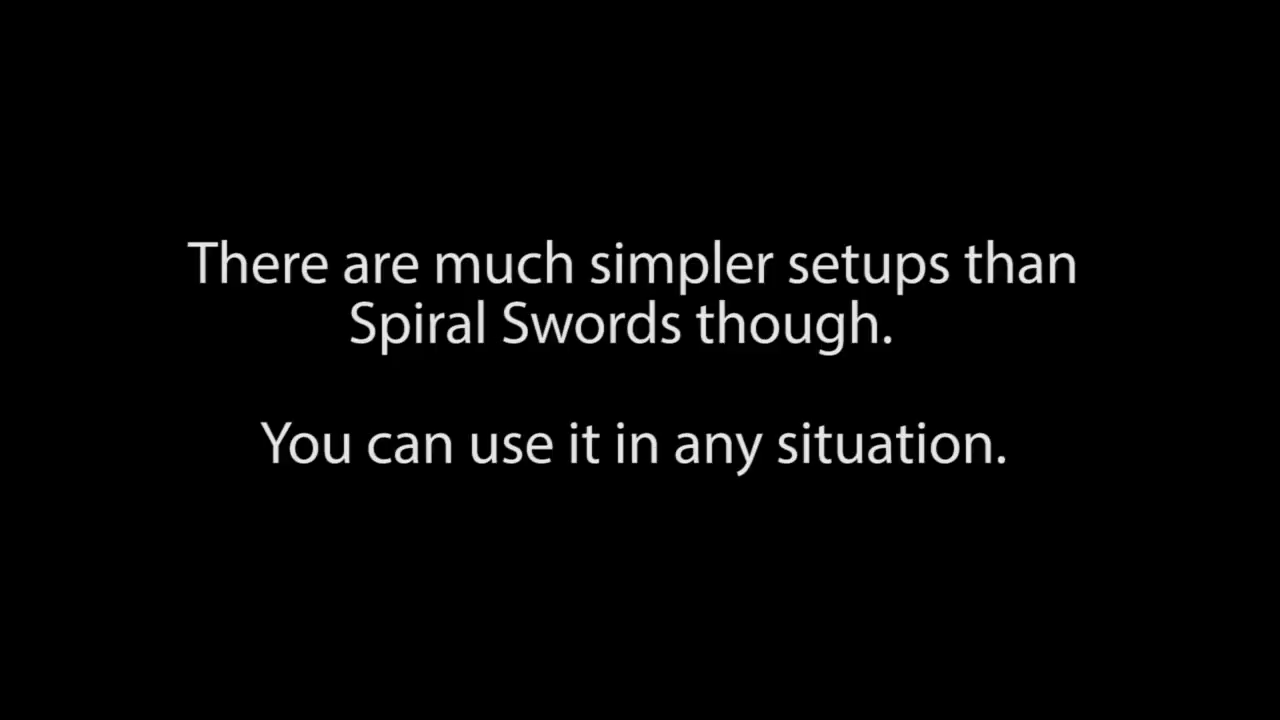 There are much simpler setups than
Spiral Swords though.
You can use it in any situation.